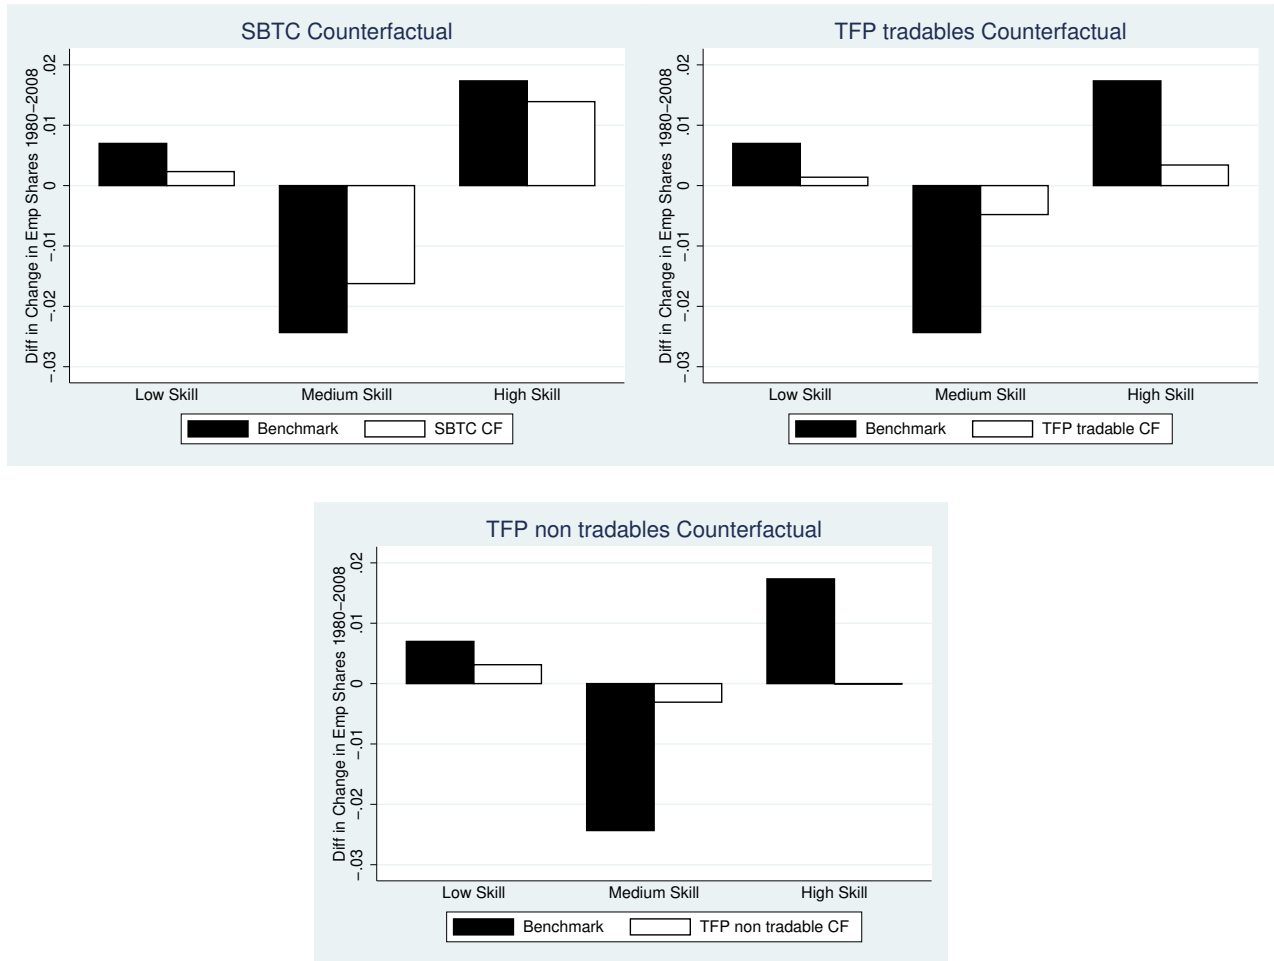 SBTC Counterfactual
Diff in Change in Emp Shares 1980−2008
.02
.01
0
−.01
−.02
−.03
Low Skill
Medium Skill
High Skill
Benchmark
SBTC CF
TFP tradables Counterfactual
Diff in Change in Emp Shares 1980−2008
.02
.01
0
−.01
−.02
−.03
Low Skill
Medium Skill
High Skill
Benchmark
TFP tradable CF
TFP non tradables Counterfactual
Diff in Change in Emp Shares 1980−2008
.02
.01
0
−.01
−.02
−.03
Low Skill
Medium Skill
High Skill
Benchmark
TFP non tradable CF